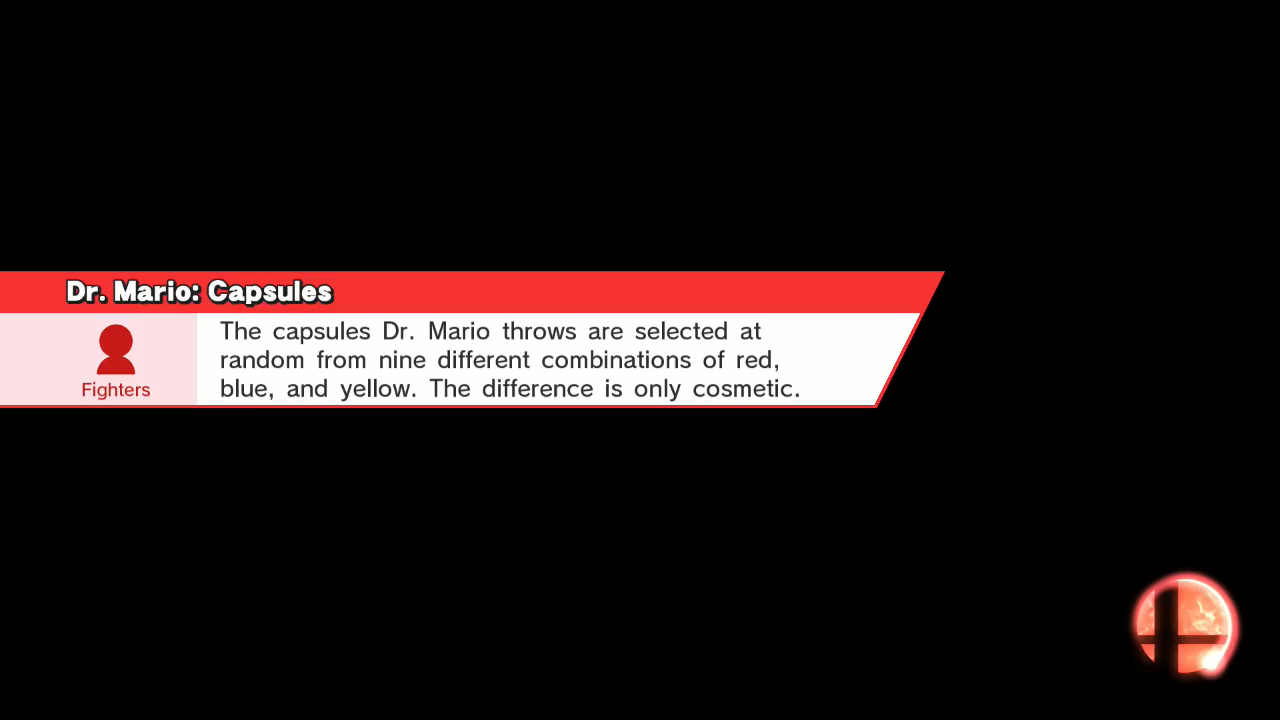 Dr. Mario: Capsules
The capsules Dr. Mario throws are selected at
random from nine different combinations of red,
blue, and yellow. The difference is only cosmetic.
Fighters